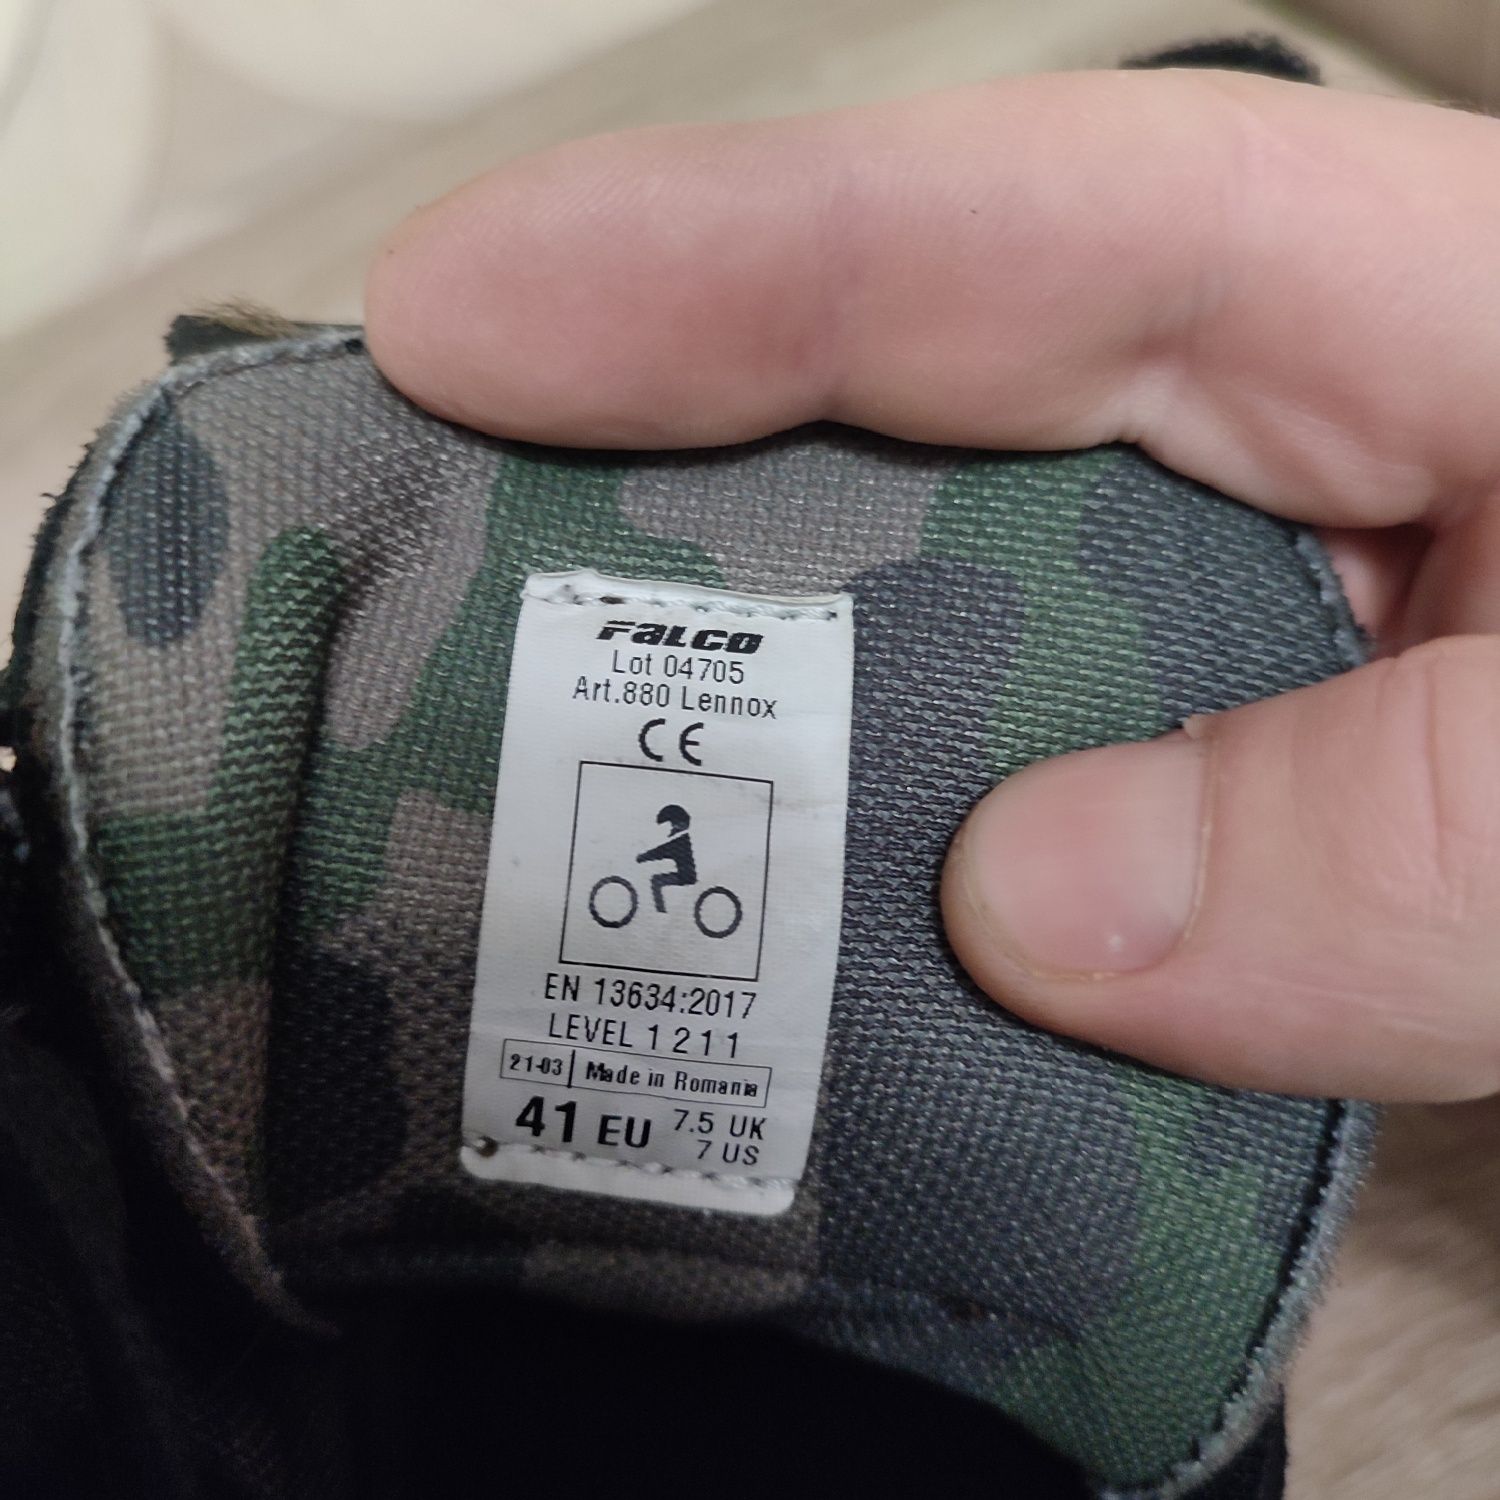 FALCO
Lot 04705
Art.880 Lennox
CE
EN 13634:2017
LEVEL 1 2 1 1
21-03 Made in Romania
41 EU 7.5 UK
7 US